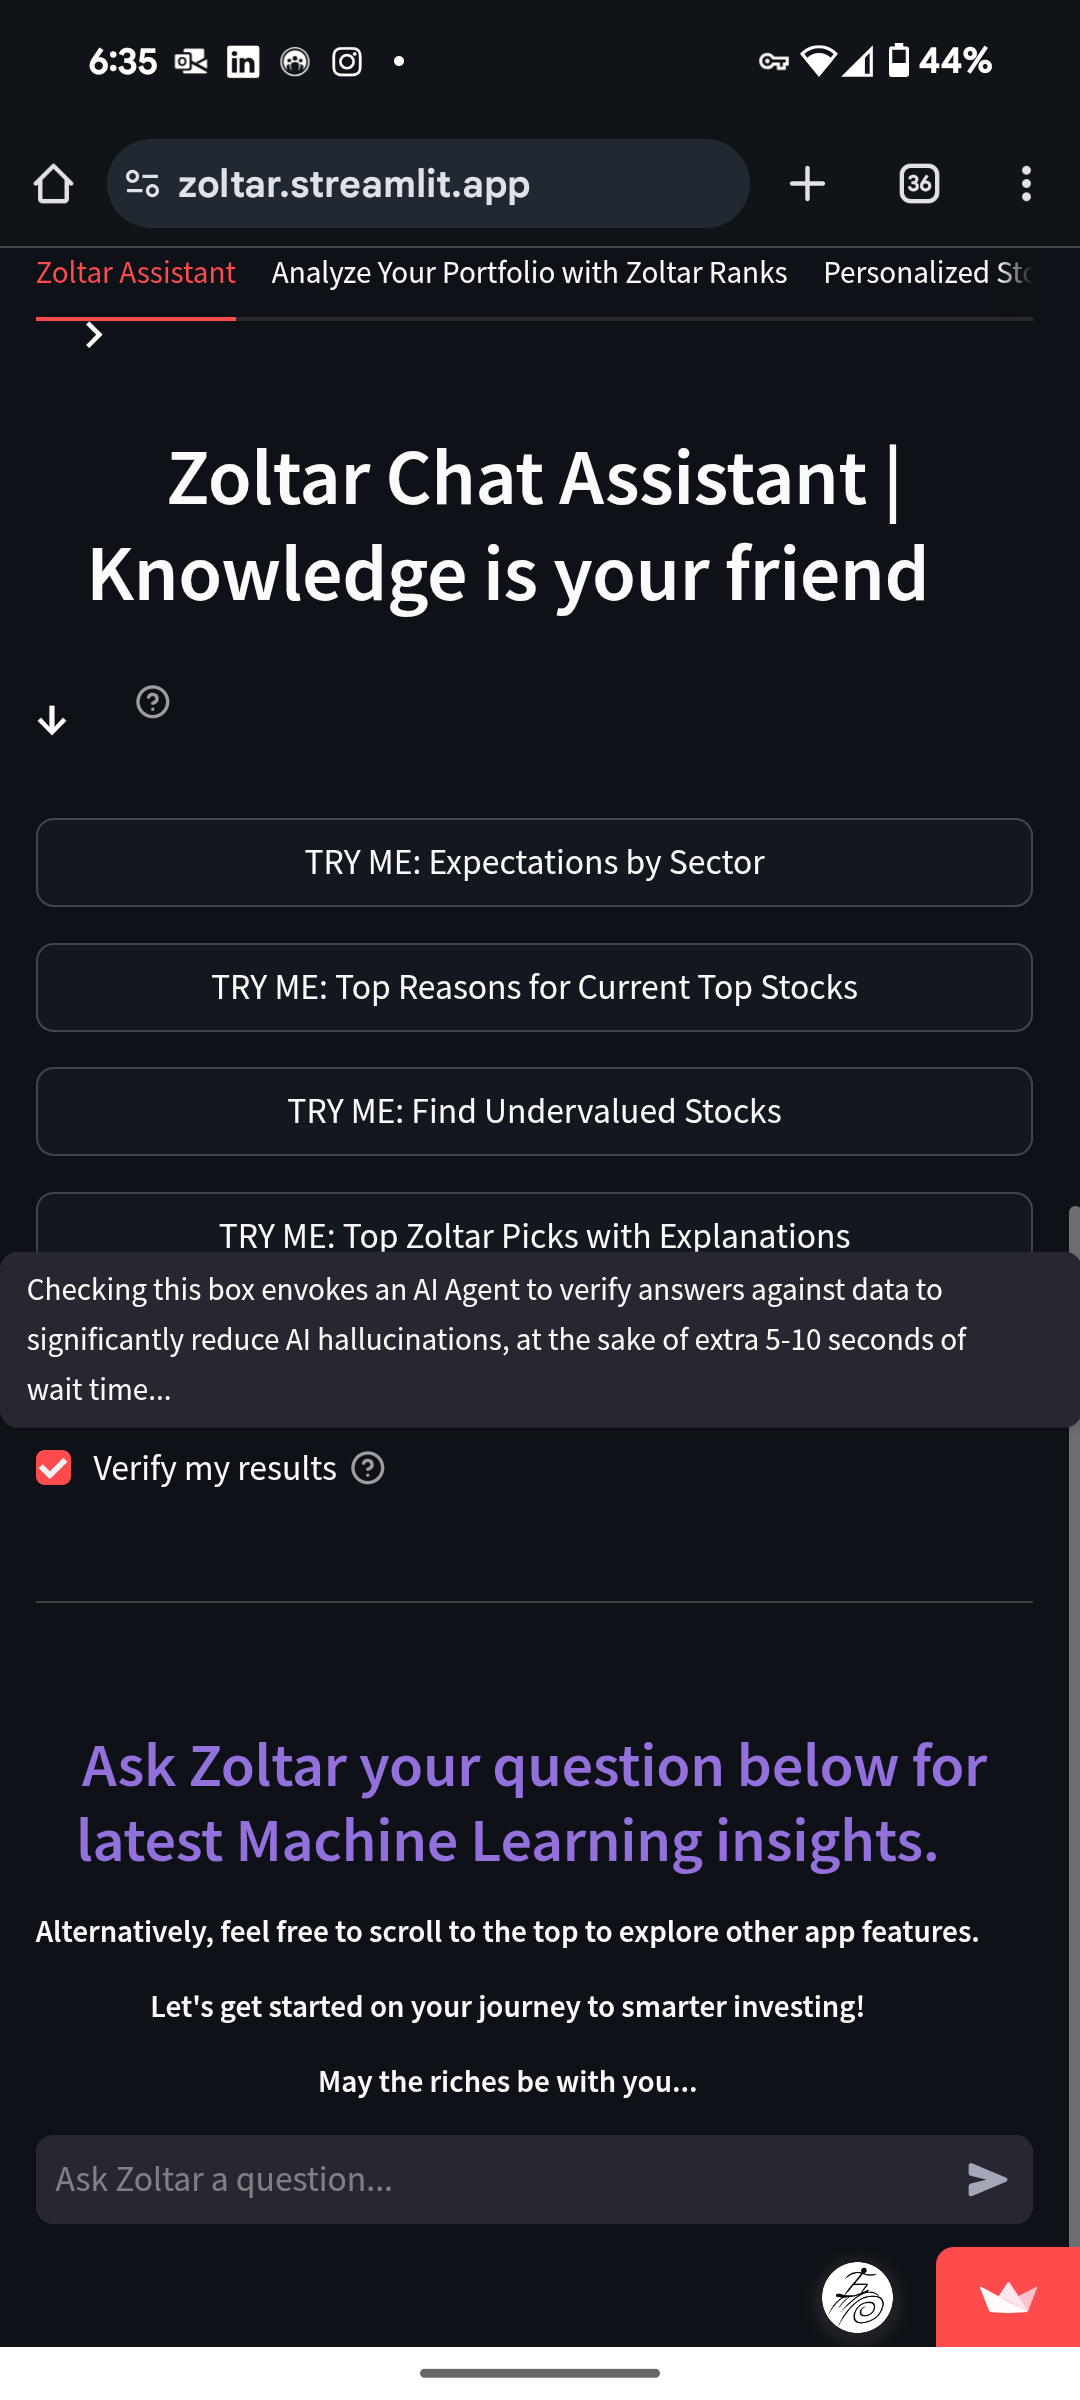 6:35
44%
zoltar.streamlit.app
36
Zoltar Assistant Analyze Your Portfolio with Zoltar Ranks Personalized Sto
Zoltar Chat Assistant |
Knowledge is your friend
TRY ME: Expectations by Sector
TRY ME: Top Reasons for Current Top Stocks
TRY ME: Find Undervalued Stocks
TRY ME: Top Zoltar Picks with Explanations
Checking this box envokes an AI Agent to verify answers against data to
significantly reduce AI hallucinations, at the sake of extra 5-10 seconds of
wait time...
Verify my results
Ask Zoltar your question below for
latest Machine Learning insights.
Alternatively, feel free to scroll to the top to explore other app features.
Let's get started on your journey to smarter investing!
May the riches be with you...
Ask Zoltar a question...